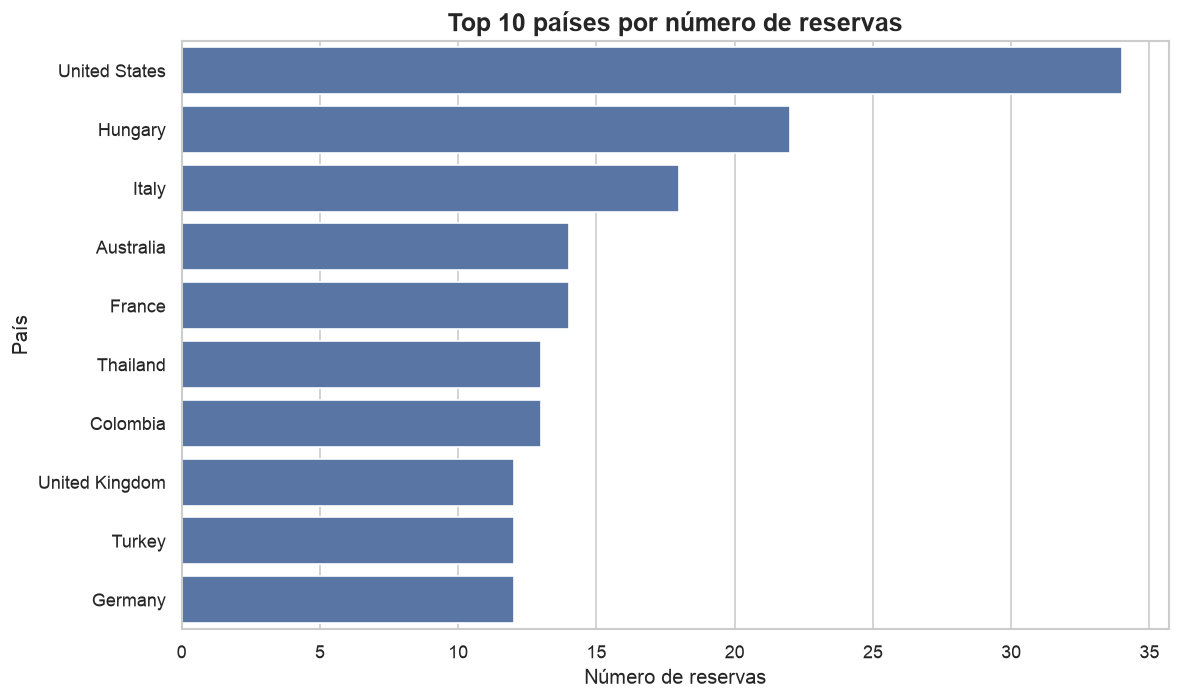 Top 10 países por número de reservas
United States
Hungary
Italy
Australia
France
Thailand
Colombia
United Kingdom
Turkey
Germany
País
0 5 10 15 20 25 30 35
Número de reservas